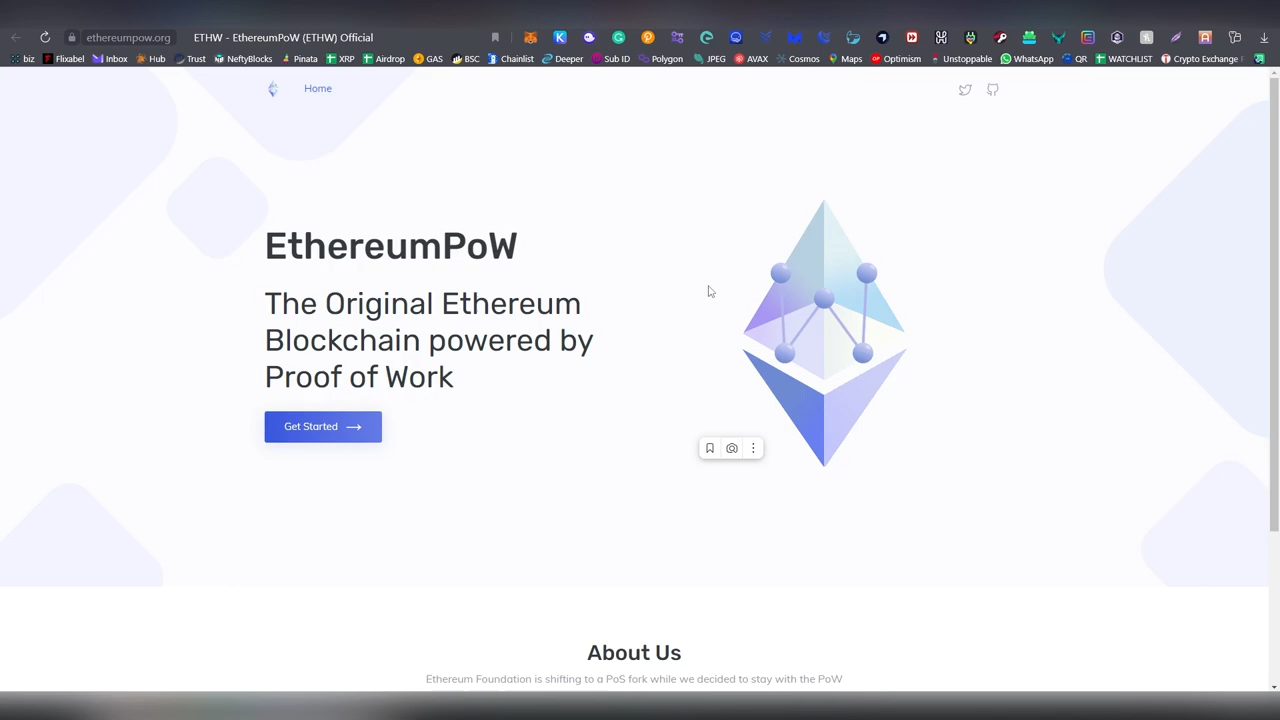 ethereumpow.org ETHW - EthereumPoW (ETHW) Official
biz Flixabel Inbox Hub Trust NeftyBlocks Pinata XRP Airdrop GAS BSC Chainlist Deeper Sub ID Polygon JPEG AVAX Cosmos Maps Optimism Unstoppable WhatsApp QR WATCHLIST Crypto Exchange
Home
EthereumPoW
The Original Ethereum
Blockchain powered by
Proof of Work
Get Started →
About Us
Ethereum Foundation is shifting to a PoS fork while we decided to stay with the PoW